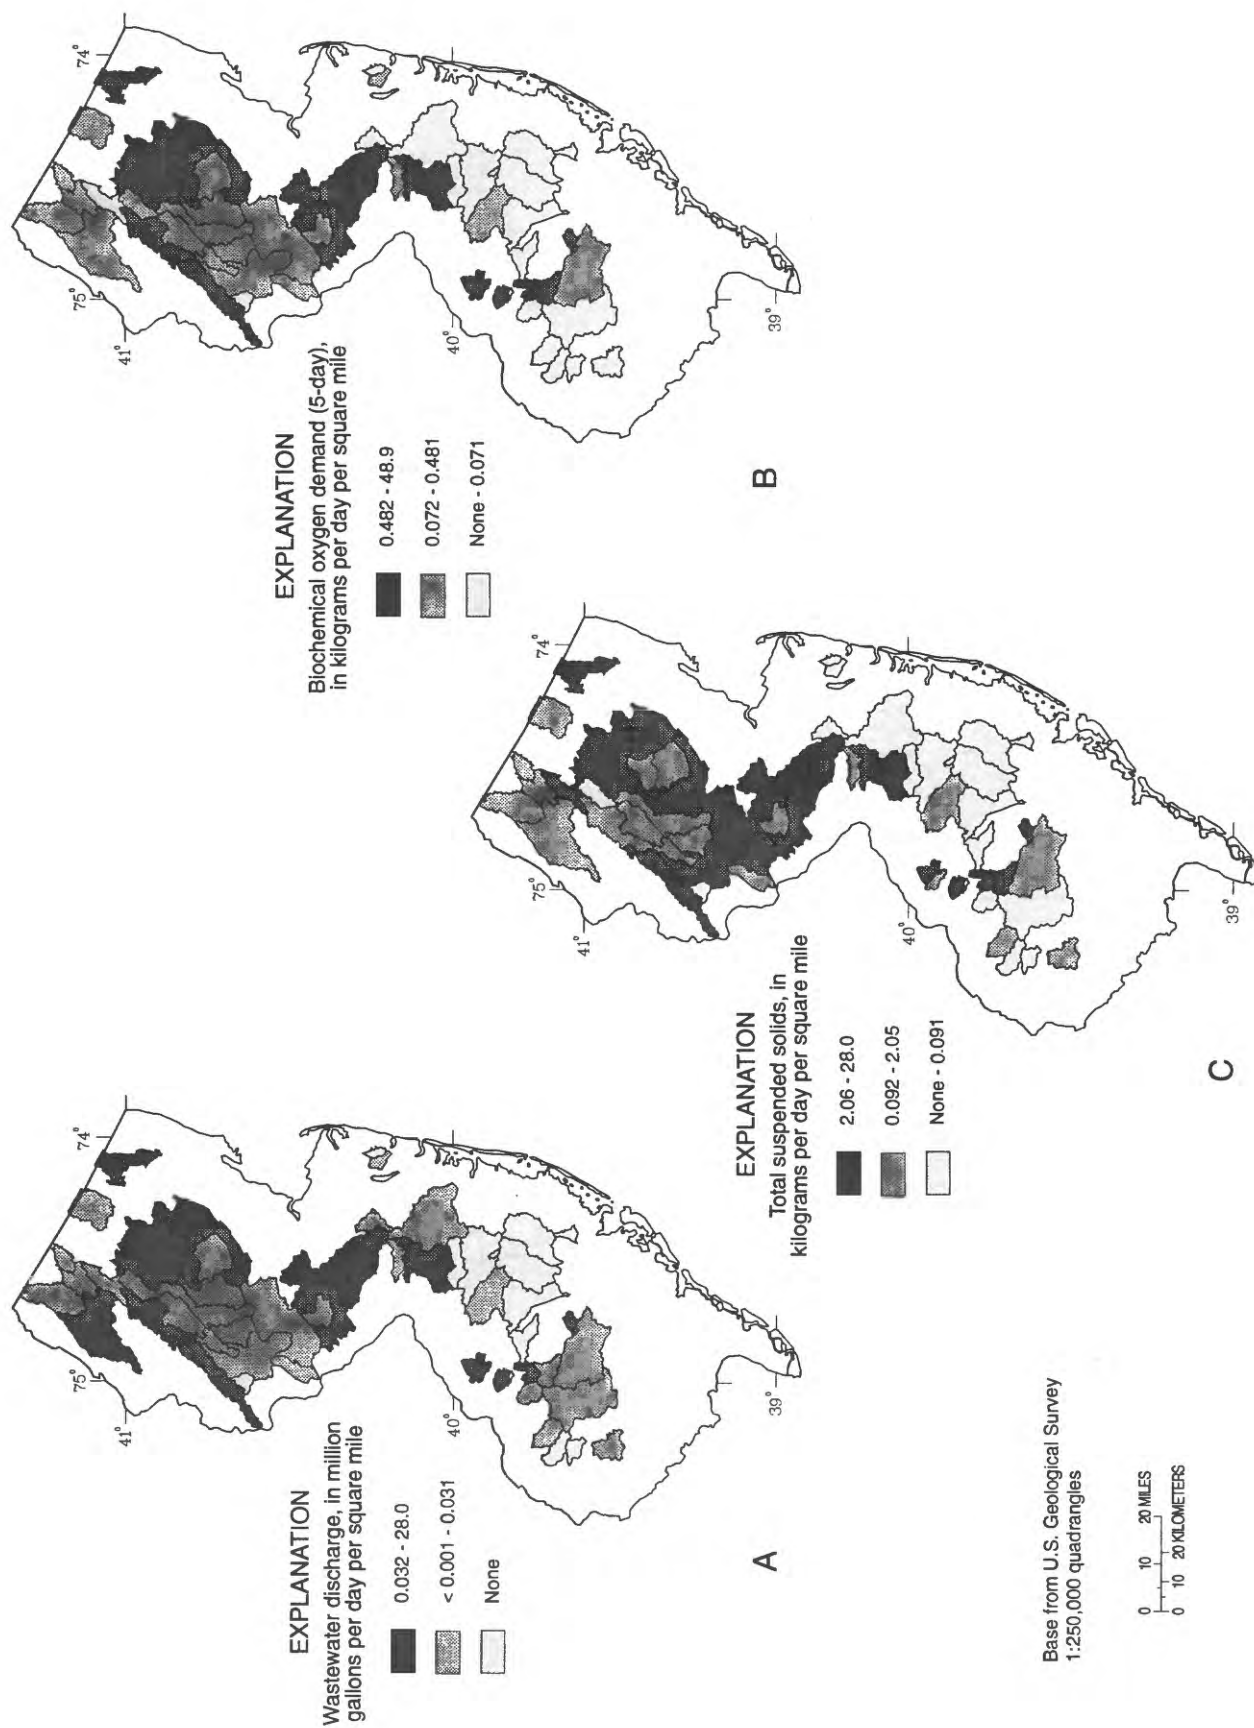 EXPLANATION
Wastewater discharge, in million
gallons per day per square mile
0.032 - 28.0
< 0.001 - 0.031
None
41°
75°
74°
40°
39°
A
EXPLANATION
Biochemical oxygen demand (5-day),
in kilograms per day per square mile
0.482 - 48.9
0.072 - 0.481
None - 0.071
41°
75°
74°
40°
39°
B
EXPLANATION
Total suspended solids, in
kilograms per day per square mile
2.06 - 28.0
0.092 - 2.05
None - 0.091
41°
75°
74°
40°
39°
C
Base from U.S. Geological Survey
1:250,000 quadrangles
0 10 20 MILES
0 10 20 KILOMETERS